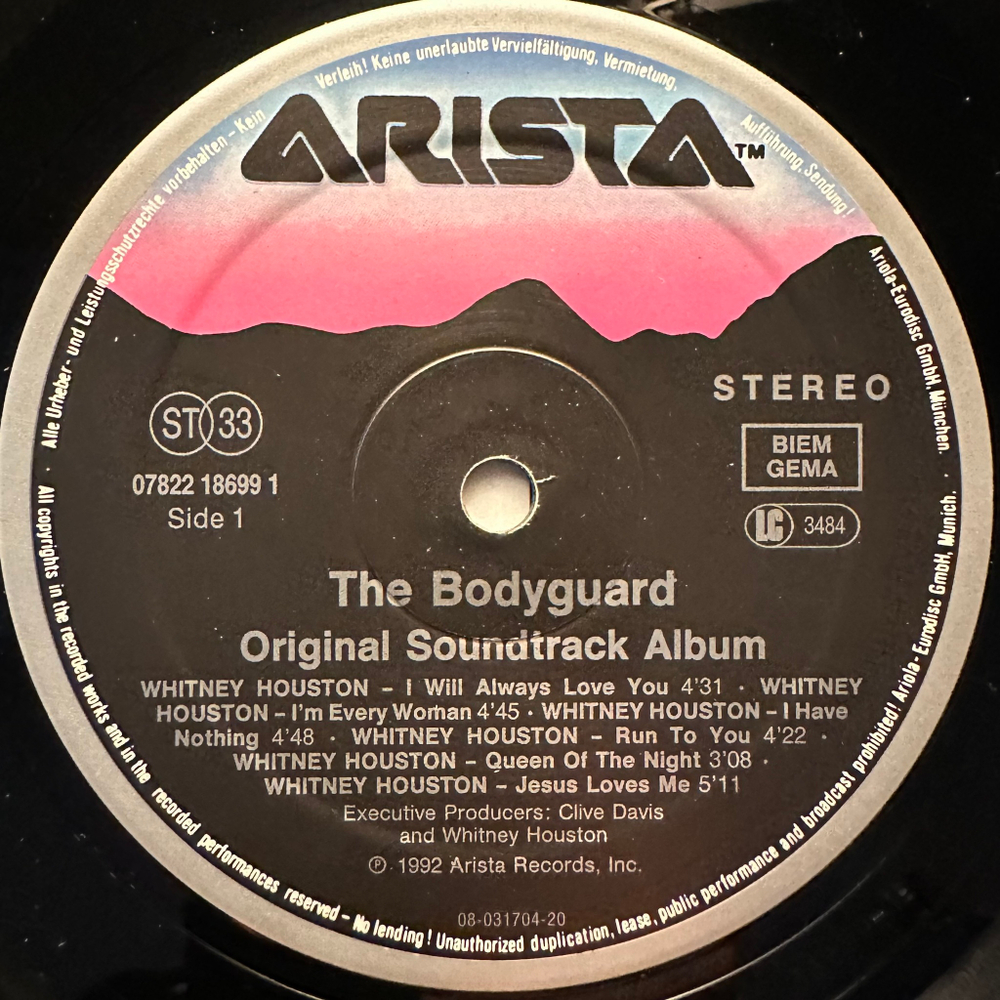 Alle Urheber- und Leistungsschutzrechte vorbehalten – Kein Verleih! Keine unerlaubte Vervielfältigung, Vermietung, Aufführung, Sendung!
Ariola-Eurodisc GmbH, München.
ARISTA™
STEREO
ST 33
BIEM
GEMA
07822 18699 1
LC 3484
Side 1
The Bodyguard
Original Soundtrack Album
WHITNEY HOUSTON – I Will Always Love You 4'31 · WHITNEY
HOUSTON – I'm Every Woman 4'45 · WHITNEY HOUSTON – I Have
Nothing 4'48 · WHITNEY HOUSTON – Run To You 4'22 ·
WHITNEY HOUSTON – Queen Of The Night 3'08 ·
WHITNEY HOUSTON – Jesus Loves Me 5'11
Executive Producers: Clive Davis
and Whitney Houston
℗ 1992 Arista Records, Inc.
08-031704-20
· All copyrights in the recorded works and in the recorded performances reserved – No lending! Unauthorized duplication, lease, public performance and broadcast prohibited! Ariola-Eurodisc GmbH, Munich. ·